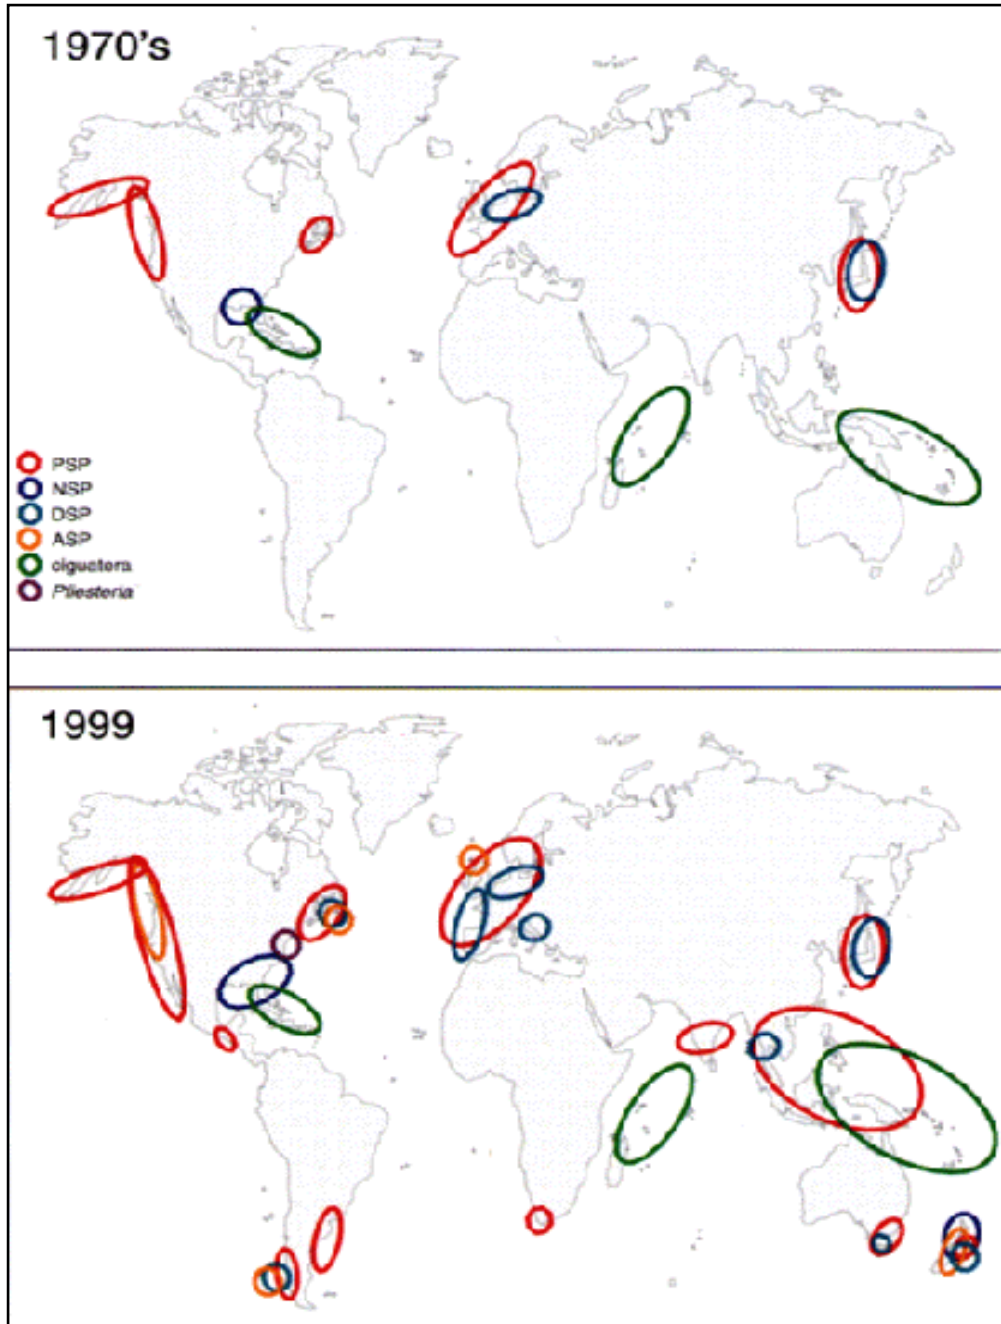 1970's
PSP
NSP
DSP
ASP
ciguatera
Pfiesteria
1999